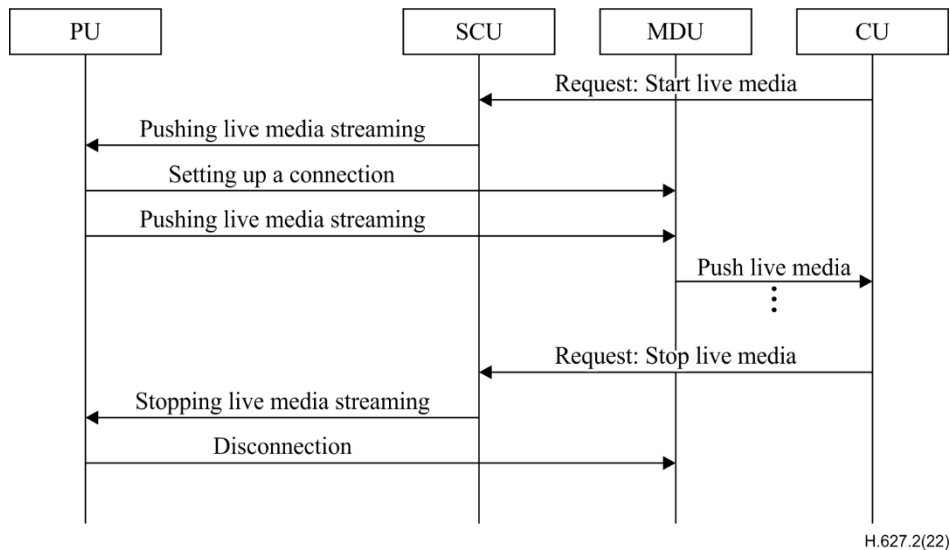 PU
SCU
MDU
CU
Request: Start live media
Pushing live media streaming
Setting up a connection
Pushing live media streaming
Push live media
Request: Stop live media
Stopping live media streaming
Disconnection
H.627.2(22)